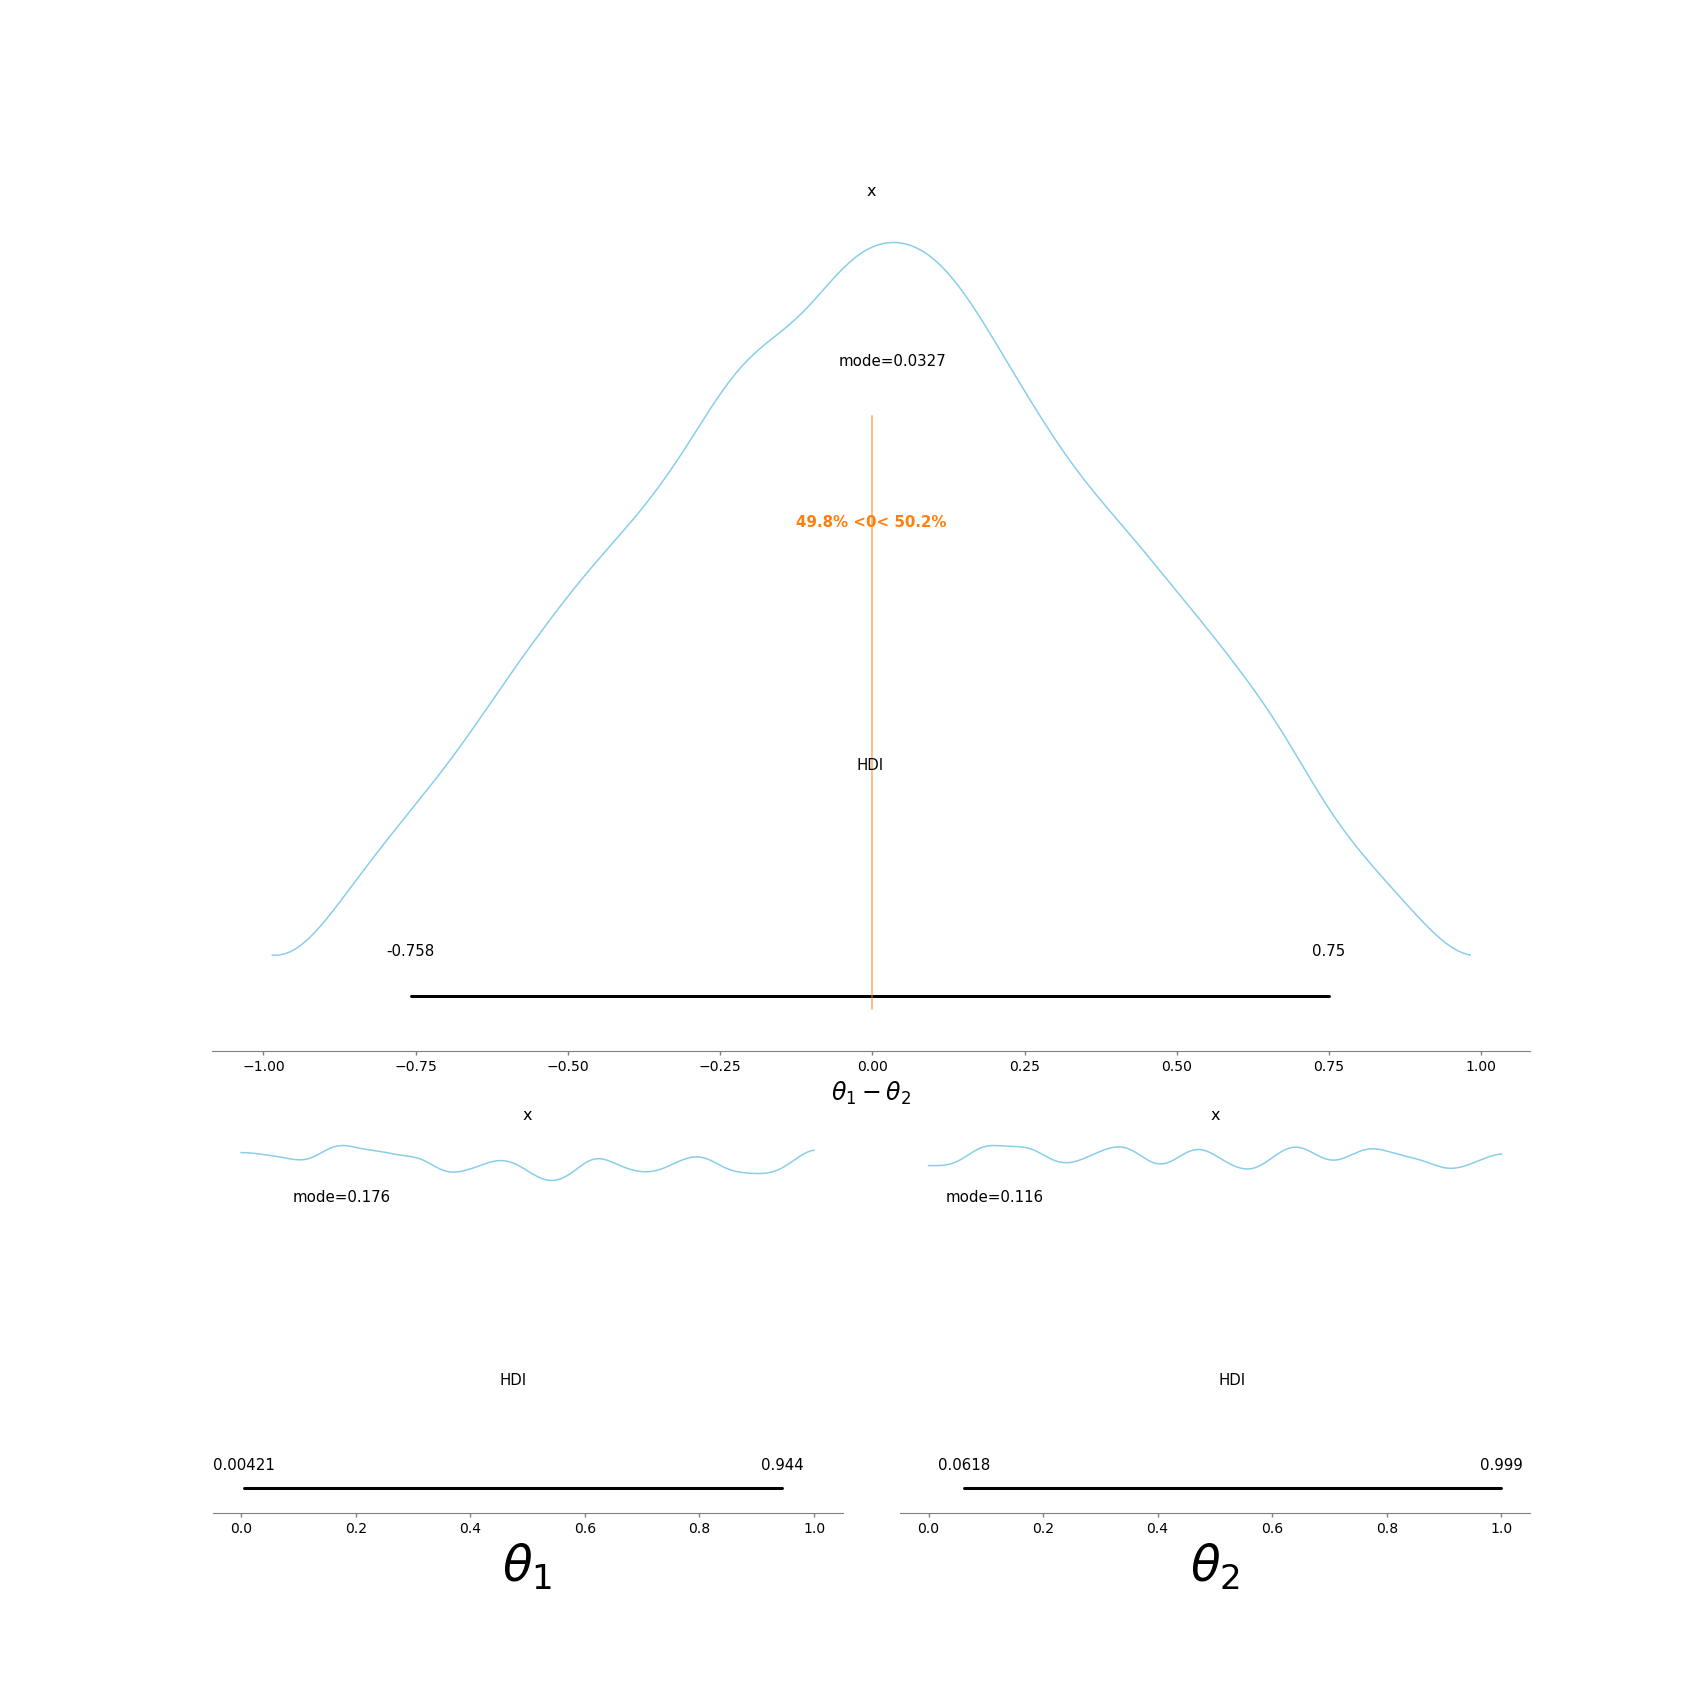 x
mode=0.0327
49.8% <0< 50.2%
HDI
-0.758 0.75
−1.00 −0.75 −0.50 −0.25 0.00 0.25 0.50 0.75 1.00
θ₁ − θ₂
x x
mode=0.176 mode=0.116
HDI HDI
0.00421 0.944 0.0618 0.999
0.0 0.2 0.4 0.6 0.8 1.0 0.0 0.2 0.4 0.6 0.8 1.0
θ₁ θ₂